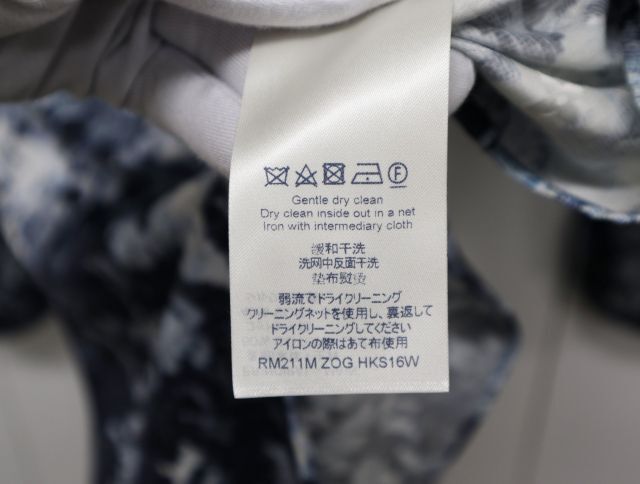 F
Gentle dry clean
Dry clean inside out in a net
Iron with intermediary cloth
缓和干洗
洗网中反面干洗
垫布熨烫
弱流でドライクリーニング
クリーニングネットを使用し、裏返して
ドライクリーニングしてください
アイロンの際はあて布使用
RM211M ZOG HKS16W